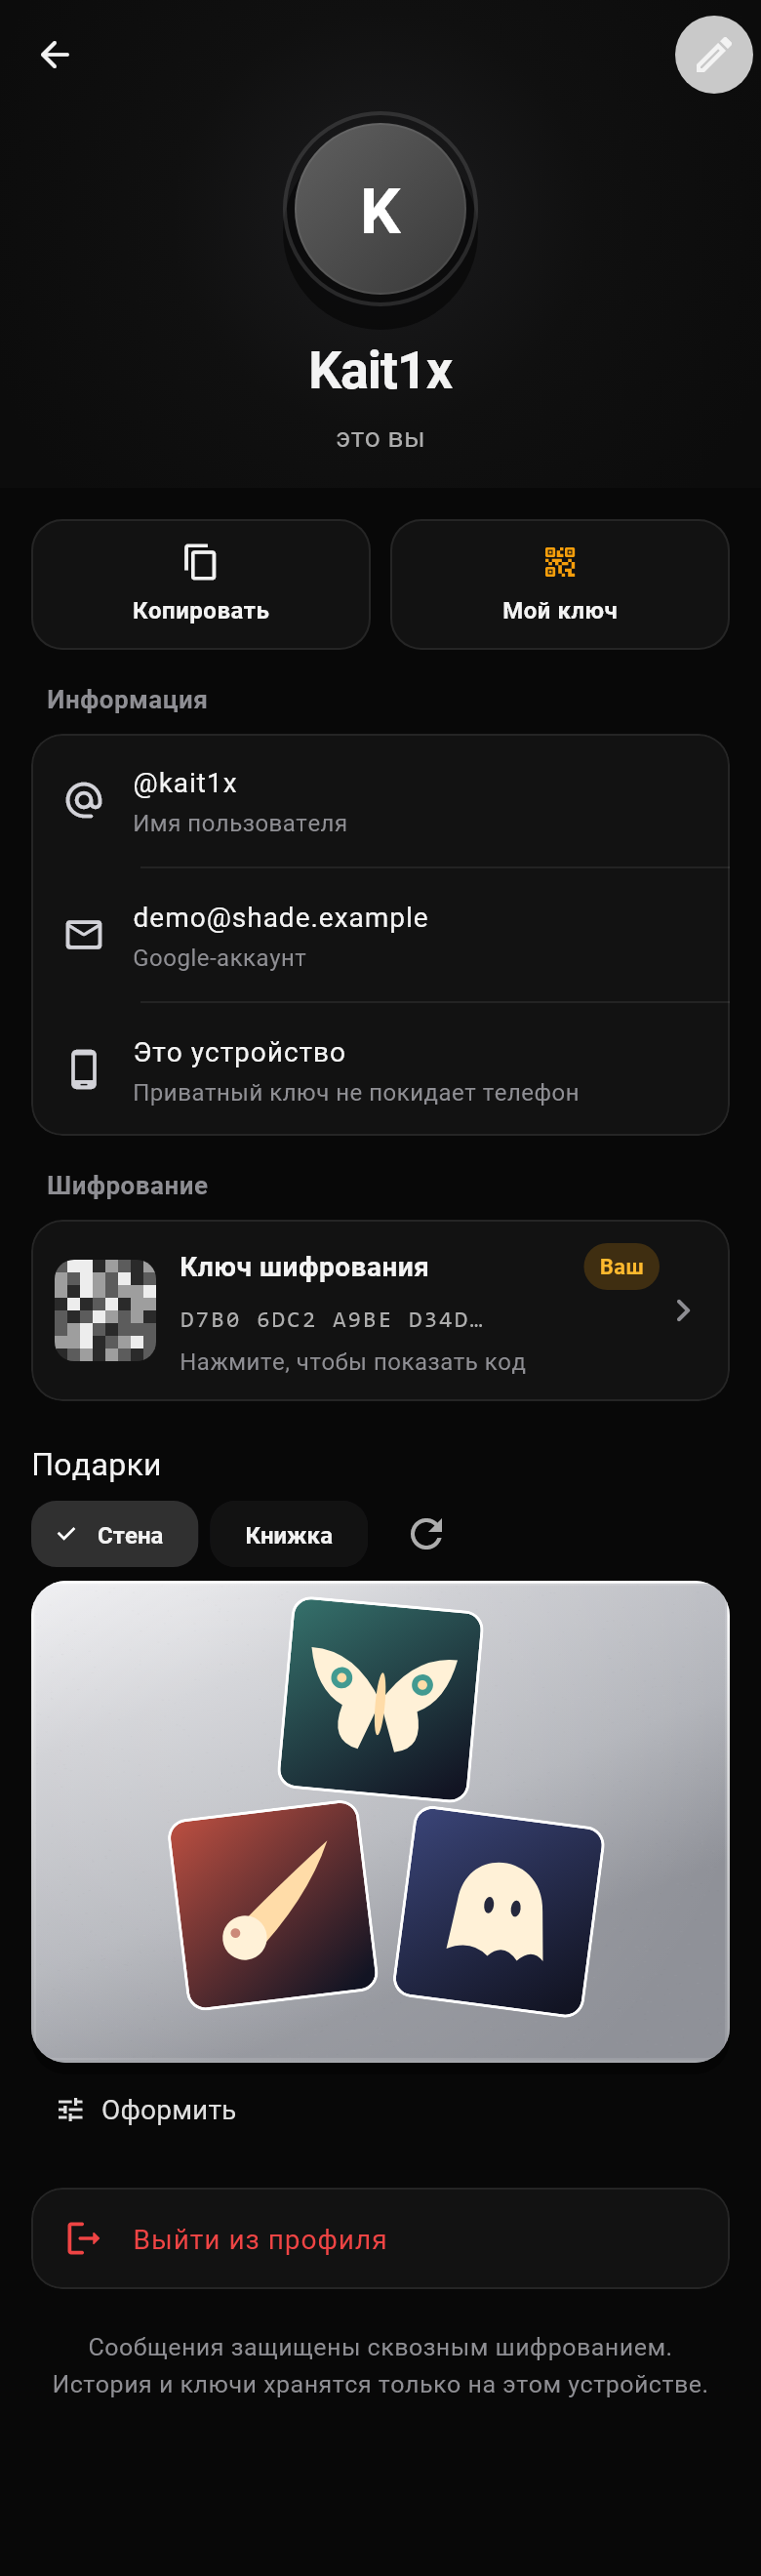 K
Kait1x
это вы
Копировать
Мой ключ
Информация
@kait1x
Имя пользователя
demo@shade.example
Google-аккаунт
Это устройство
Приватный ключ не покидает телефон
Шифрование
Ключ шифрования
Ваш
D7B0 6DC2 A9BE D34D…
Нажмите, чтобы показать код
Подарки
Стена
Книжка
Оформить
Выйти из профиля
Сообщения защищены сквозным шифрованием.
История и ключи хранятся только на этом устройстве.